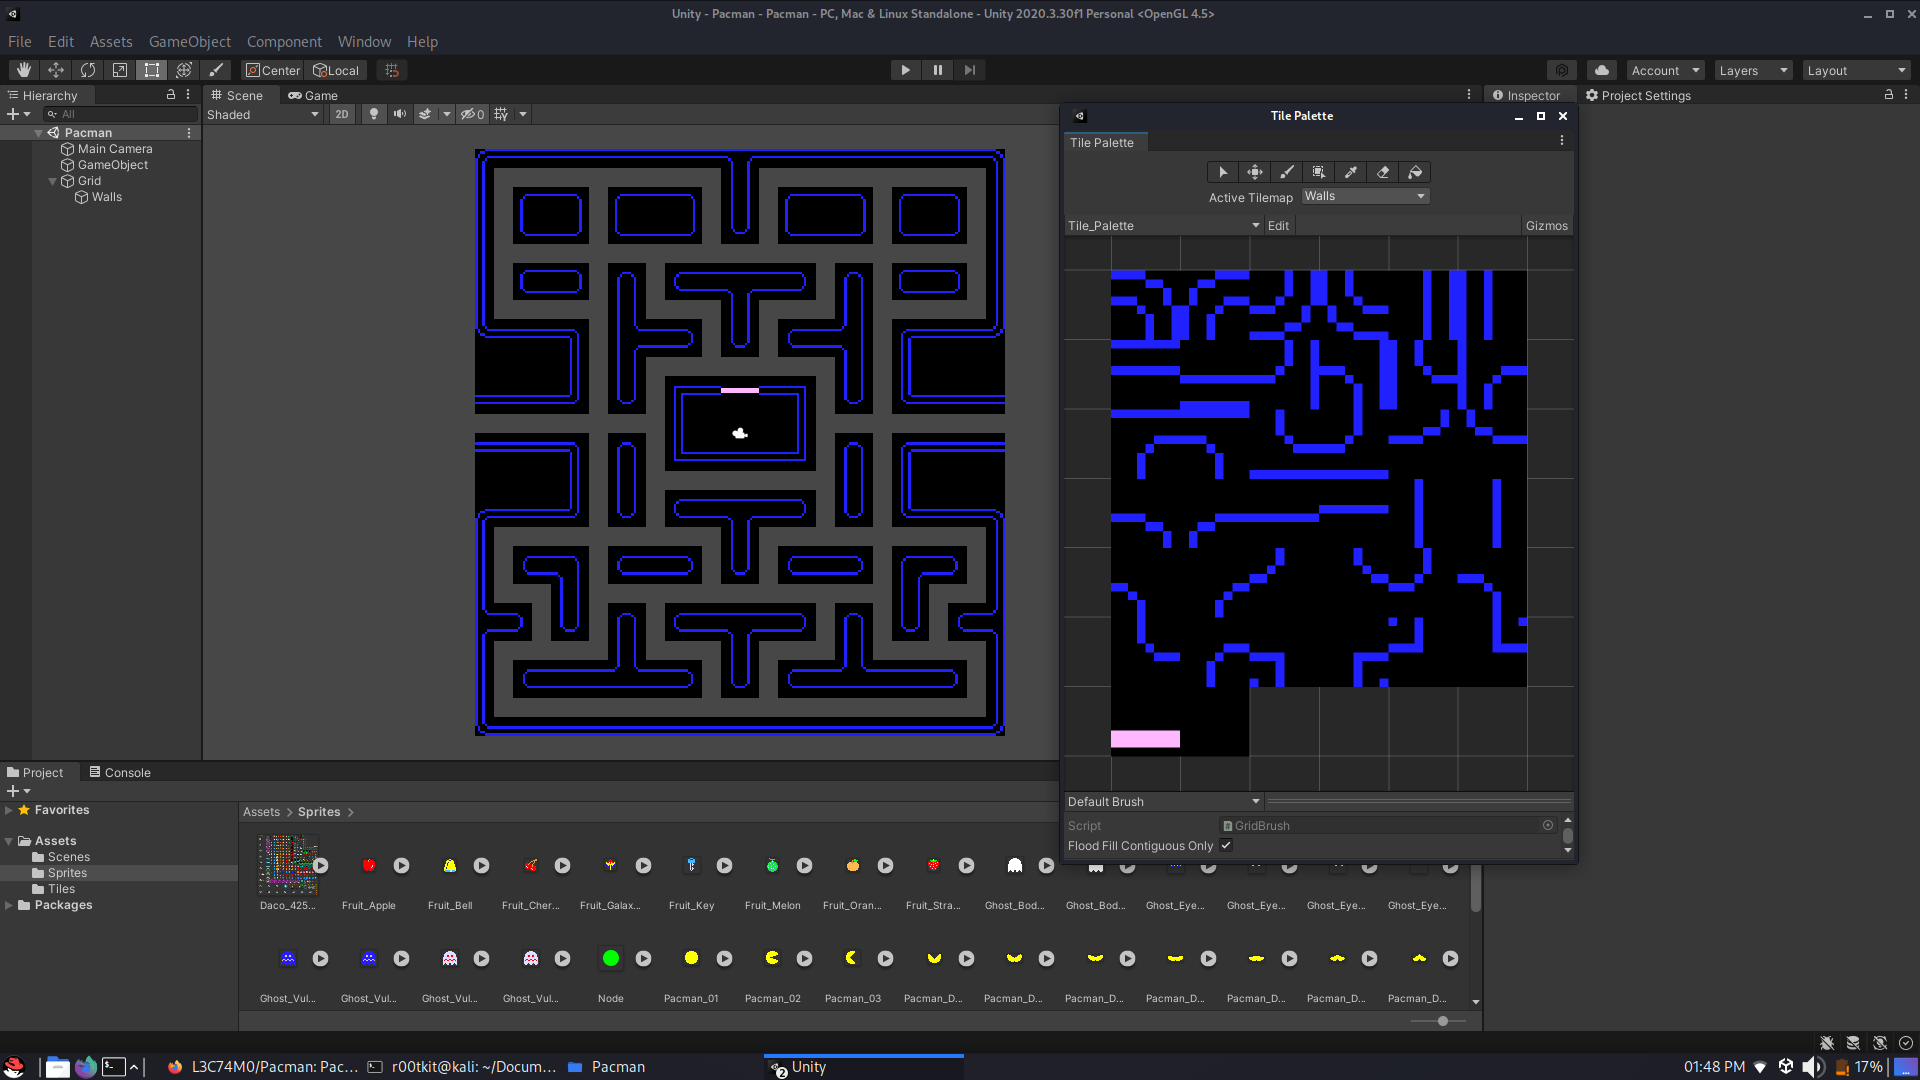 Unity - Pacman - Pacman - PC, Mac & Linux Standalone - Unity 2020.3.30f1 Personal <OpenGL 4.5>
File Edit Assets GameObject Component Window Help
Center Local Account Layers Layout
Hierarchy Scene Game Inspector Project Settings
All Shaded 2D 0
Pacman
Main Camera
GameObject
Grid
Walls
Tile Palette
Tile Palette
Active Tilemap Walls
Tile_Palette Edit Gizmos
Default Brush
Script GridBrush
Flood Fill Contiguous Only
Project Console
Favorites
Assets
Scenes
Sprites
Tiles
Packages
Assets > Sprites >
Daco_425... Fruit_Apple Fruit_Bell Fruit_Cher... Fruit_Galax... Fruit_Key Fruit_Melon Fruit_Oran... Fruit_Stra... Ghost_Bod... Ghost_Bod... Ghost_Eye... Ghost_Eye... Ghost_Eye... Ghost_Eye...
Ghost_Vul... Ghost_Vul... Ghost_Vul... Ghost_Vul... Node Pacman_01 Pacman_02 Pacman_03 Pacman_D... Pacman_D... Pacman_D... Pacman_D... Pacman_D... Pacman_D... Pacman_D...
L3C74M0/Pacman: Pac... r00tkit@kali: ~/Docum... Pacman 2 Unity 01:48 PM 17%